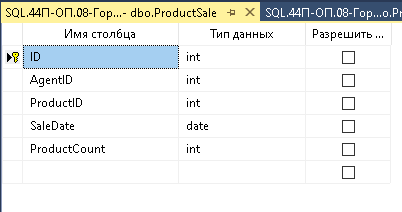 SQL.44П-ОП.08-Гор...- dbo.ProductSale
SQL.44П-ОП.08-Гор...o.П
Имя столбца Тип данных Разрешить ...
ID int
AgentID int
ProductID int
SaleDate date
ProductCount int